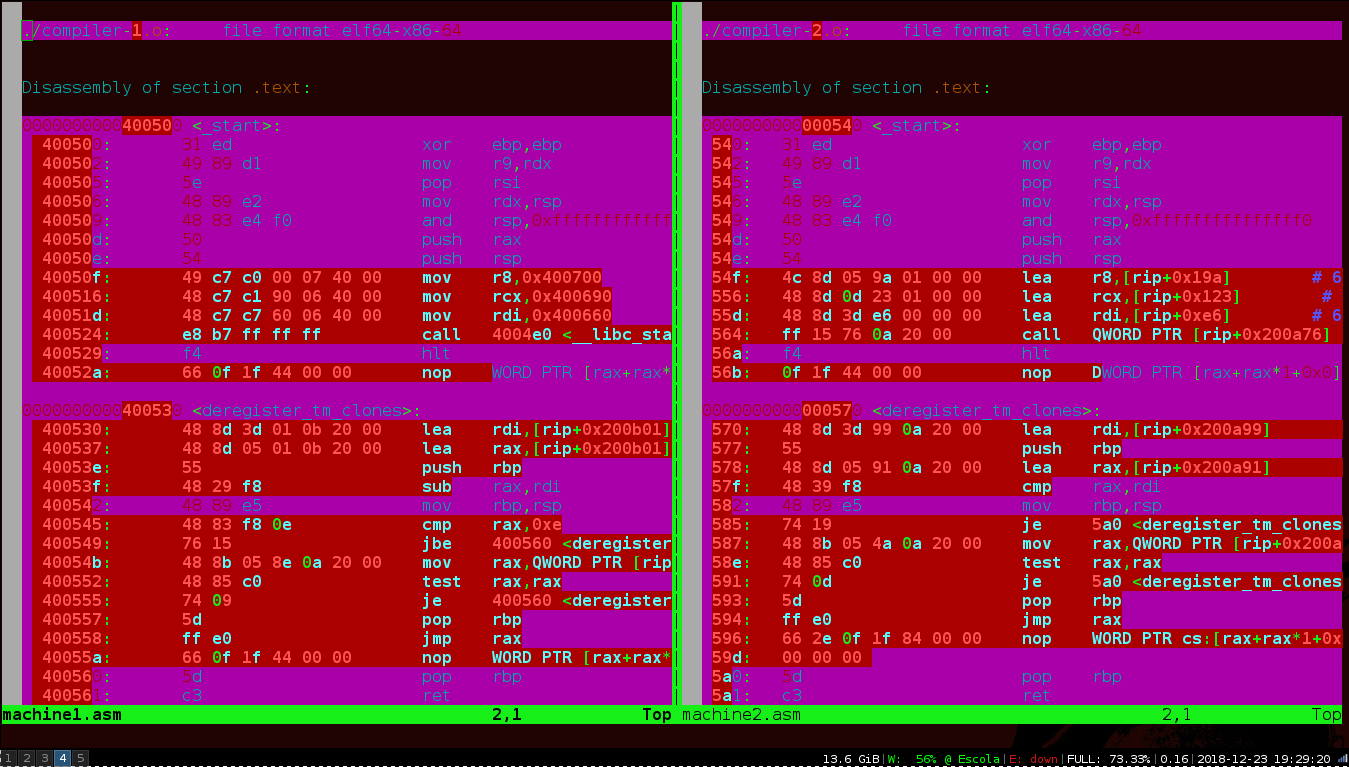 ./compiler-1.o:     file format elf64-x86-64
Disassembly of section .text:
0000000000400500 <_start>:
  400500:       31 ed                   xor    ebp,ebp
  400502:       49 89 d1                mov    r9,rdx
  400505:       5e                      pop    rsi
  400506:       48 89 e2                mov    rdx,rsp
  400509:       48 83 e4 f0             and    rsp,0xffffffffffff
  40050d:       50                      push   rax
  40050e:       54                      push   rsp
  40050f:       49 c7 c0 00 07 40 00    mov    r8,0x400700
  400516:       48 c7 c1 90 06 40 00    mov    rcx,0x400690
  40051d:       48 c7 c7 60 06 40 00    mov    rdi,0x400660
  400524:       e8 b7 ff ff ff          call   4004e0 <__libc_sta
  400529:       f4                      hlt
  40052a:       66 0f 1f 44 00 00       nop    WORD PTR [rax+rax*
0000000000400530 <deregister_tm_clones>:
  400530:       48 8d 3d 01 0b 20 00    lea    rdi,[rip+0x200b01]
  400537:       48 8d 05 01 0b 20 00    lea    rax,[rip+0x200b01]
  40053e:       55                      push   rbp
  40053f:       48 29 f8                sub    rax,rdi
  400542:       48 89 e5                mov    rbp,rsp
  400545:       48 83 f8 0e             cmp    rax,0xe
  400549:       76 15                   jbe    400560 <deregister
  40054b:       48 8b 05 8e 0a 20 00    mov    rax,QWORD PTR [rip
  400552:       48 85 c0                test   rax,rax
  400555:       74 09                   je     400560 <deregister
  400557:       5d                      pop    rbp
  400558:       ff e0                   jmp    rax
  40055a:       66 0f 1f 44 00 00       nop    WORD PTR [rax+rax*
  400560:       5d                      pop    rbp
  400561:       c3                      ret
machine1.asm                                     2,1            Top
./compiler-2.o:     file format elf64-x86-64
Disassembly of section .text:
0000000000000540 <_start>:
 540:   31 ed                   xor    ebp,ebp
 542:   49 89 d1                mov    r9,rdx
 545:   5e                      pop    rsi
 546:   48 89 e2                mov    rdx,rsp
 549:   48 83 e4 f0             and    rsp,0xfffffffffffffff0
 54d:   50                      push   rax
 54e:   54                      push   rsp
 54f:   4c 8d 05 9a 01 00 00    lea    r8,[rip+0x19a]        # 6
 556:   48 8d 0d 23 01 00 00    lea    rcx,[rip+0x123]        #
 55d:   48 8d 3d e6 00 00 00    lea    rdi,[rip+0xe6]        # 6
 564:   ff 15 76 0a 20 00       call   QWORD PTR [rip+0x200a76]
 56a:   f4                      hlt
 56b:   0f 1f 44 00 00          nop    DWORD PTR [rax+rax*1+0x0]
0000000000000570 <deregister_tm_clones>:
 570:   48 8d 3d 99 0a 20 00    lea    rdi,[rip+0x200a99]
 577:   55                      push   rbp
 578:   48 8d 05 91 0a 20 00    lea    rax,[rip+0x200a91]
 57f:   48 39 f8                cmp    rax,rdi
 582:   48 89 e5                mov    rbp,rsp
 585:   74 19                   je     5a0 <deregister_tm_clones
 587:   48 8b 05 4a 0a 20 00    mov    rax,QWORD PTR [rip+0x200a
 58e:   48 85 c0                test   rax,rax
 591:   74 0d                   je     5a0 <deregister_tm_clones
 593:   5d                      pop    rbp
 594:   ff e0                   jmp    rax
 596:   66 2e 0f 1f 84 00 00    nop    WORD PTR cs:[rax+rax*1+0x
 59d:   00 00 00
 5a0:   5d                      pop    rbp
 5a1:   c3                      ret
machine2.asm                                    2,1            Top
1 2 3 4 5
13.6 GiB|W:  56% @ Escola|E: down|FULL: 73.33%|0.16|2018-12-23 19:29:20